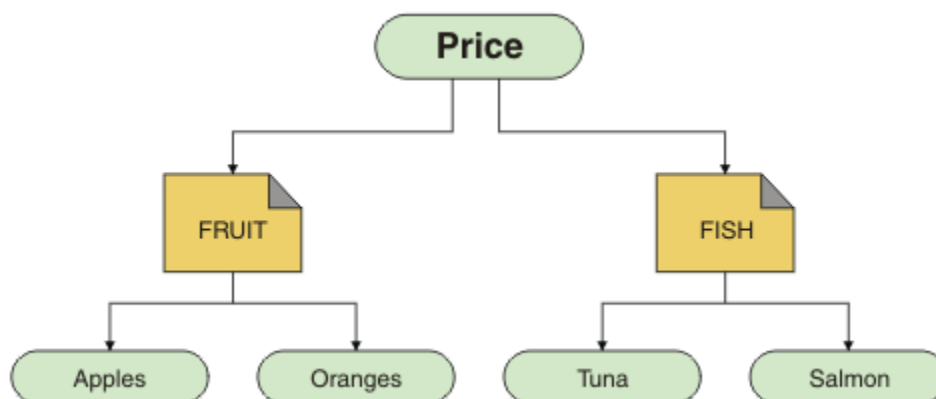 Price
FRUIT
FISH
Apples
Oranges
Tuna
Salmon